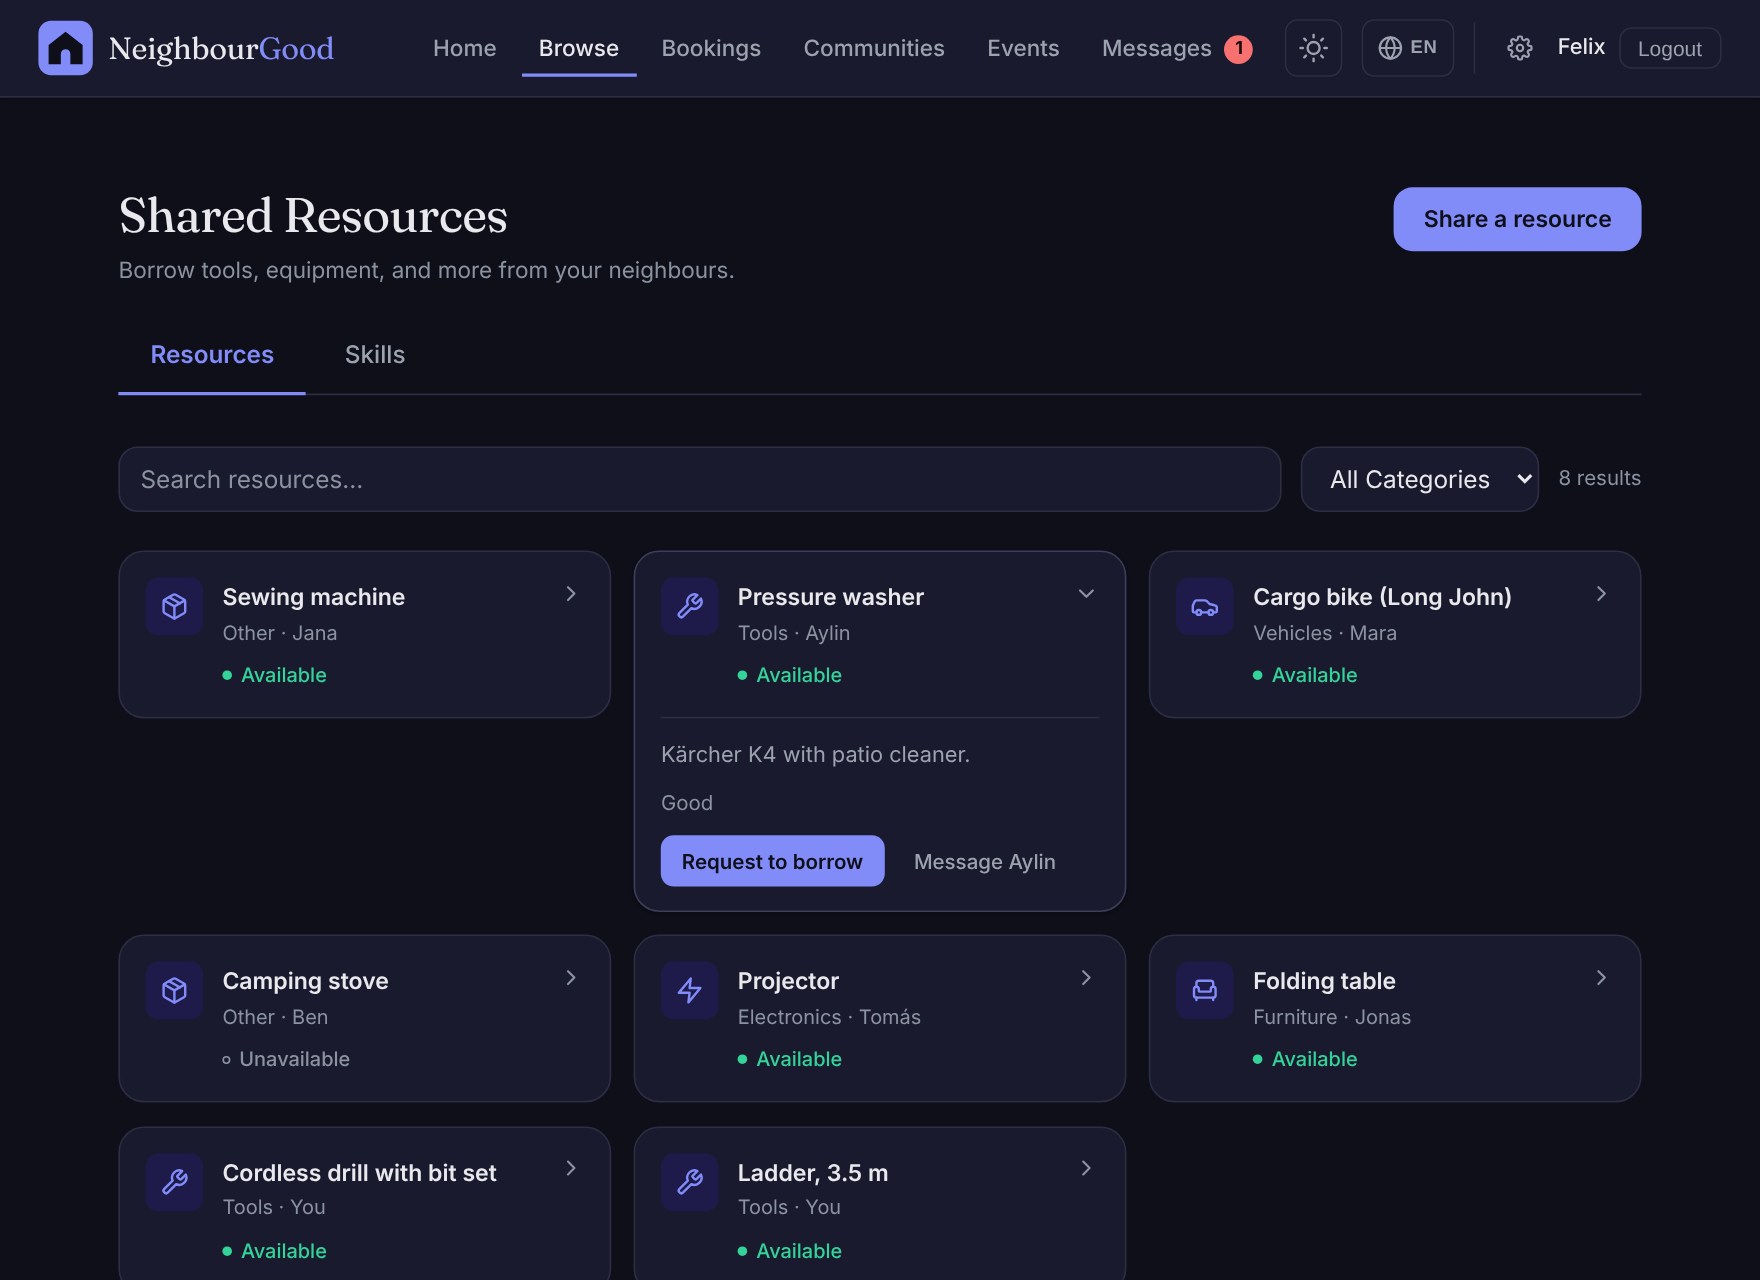 NeighbourGood
Home
Browse
Bookings
Communities
Events
Messages 1
EN
Felix
Logout
Shared Resources
Share a resource
Borrow tools, equipment, and more from your neighbours.
Resources
Skills
Search resources...
All Categories
8 results
Sewing machine
Other · Jana
Available
Pressure washer
Tools · Aylin
Available
Kärcher K4 with patio cleaner.
Good
Request to borrow
Message Aylin
Cargo bike (Long John)
Vehicles · Mara
Available
Camping stove
Other · Ben
Unavailable
Projector
Electronics · Tomás
Available
Folding table
Furniture · Jonas
Available
Cordless drill with bit set
Tools · You
Available
Ladder, 3.5 m
Tools · You
Available